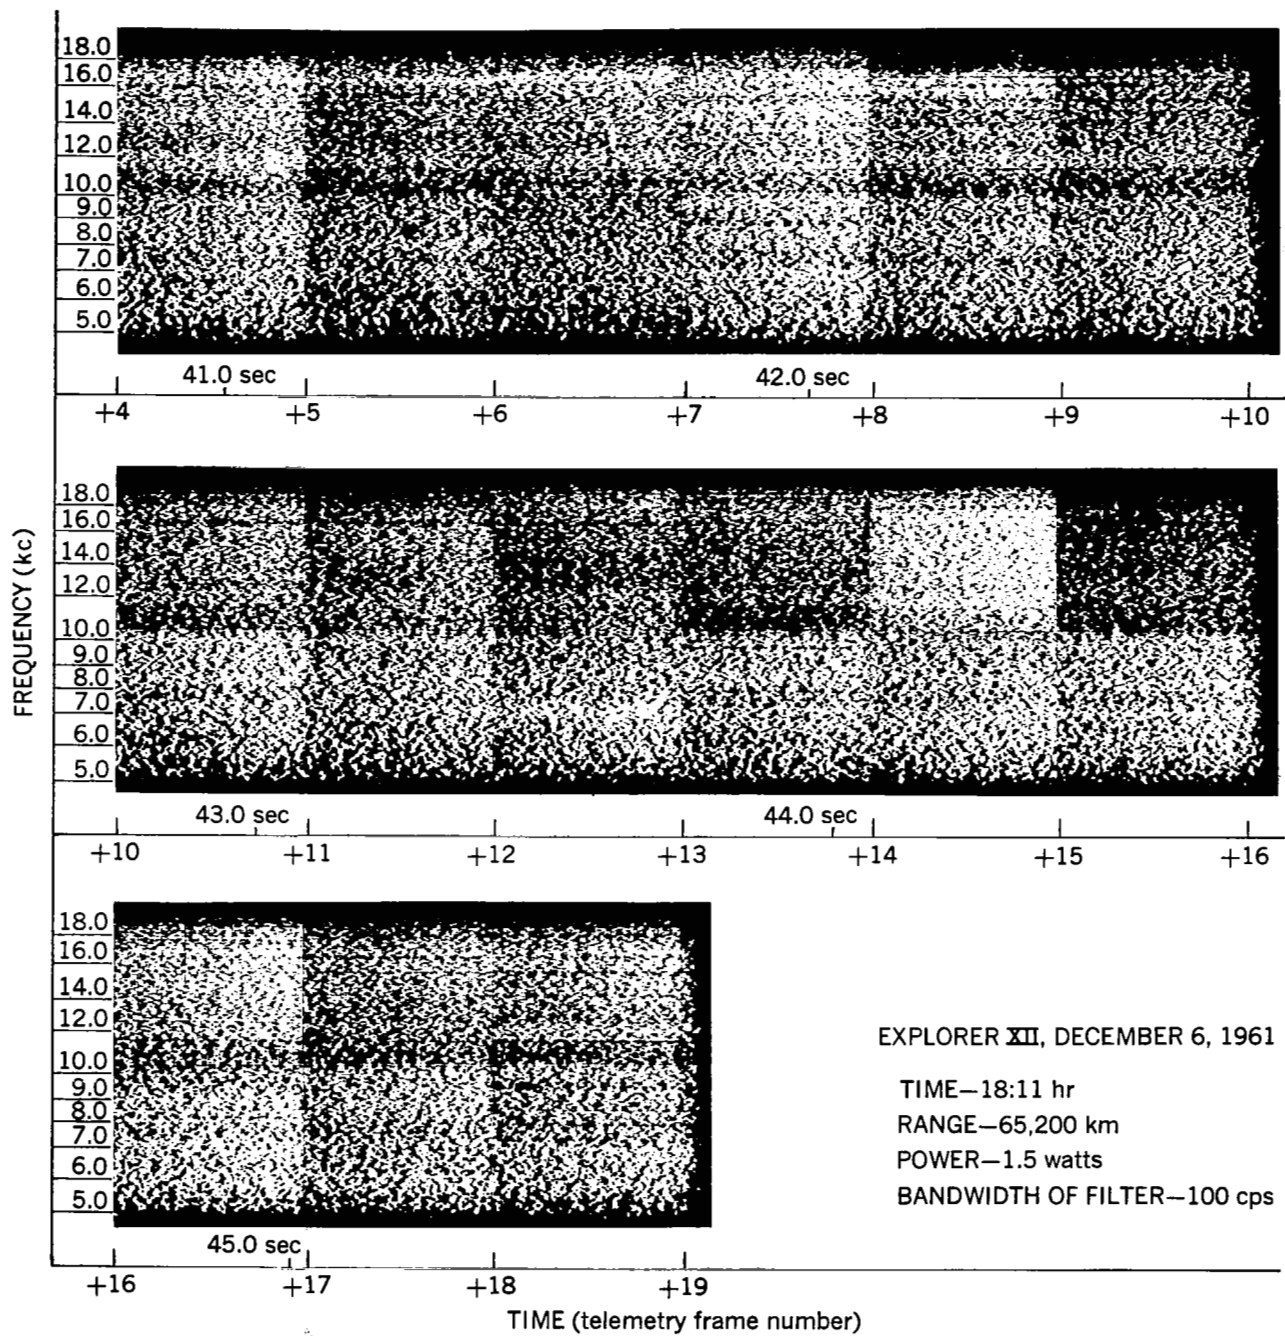 18.0
16.0
14.0
12.0
10.0
9.0
8.0
7.0
6.0
5.0
41.0 sec 42.0 sec
+4 +5 +6 +7 +8 +9 +10
FREQUENCY (kc)
18.0
16.0
14.0
12.0
10.0
9.0
8.0
7.0
6.0
5.0
43.0 sec 44.0 sec
+10 +11 +12 +13 +14 +15 +16
18.0
16.0
14.0
12.0
10.0
9.0
8.0
7.0
6.0
5.0
45.0 sec
+16 +17 +18 +19
TIME (telemetry frame number)
EXPLORER XII, DECEMBER 6, 1961
TIME—18:11 hr
RANGE—65,200 km
POWER—1.5 watts
BANDWIDTH OF FILTER—100 cps